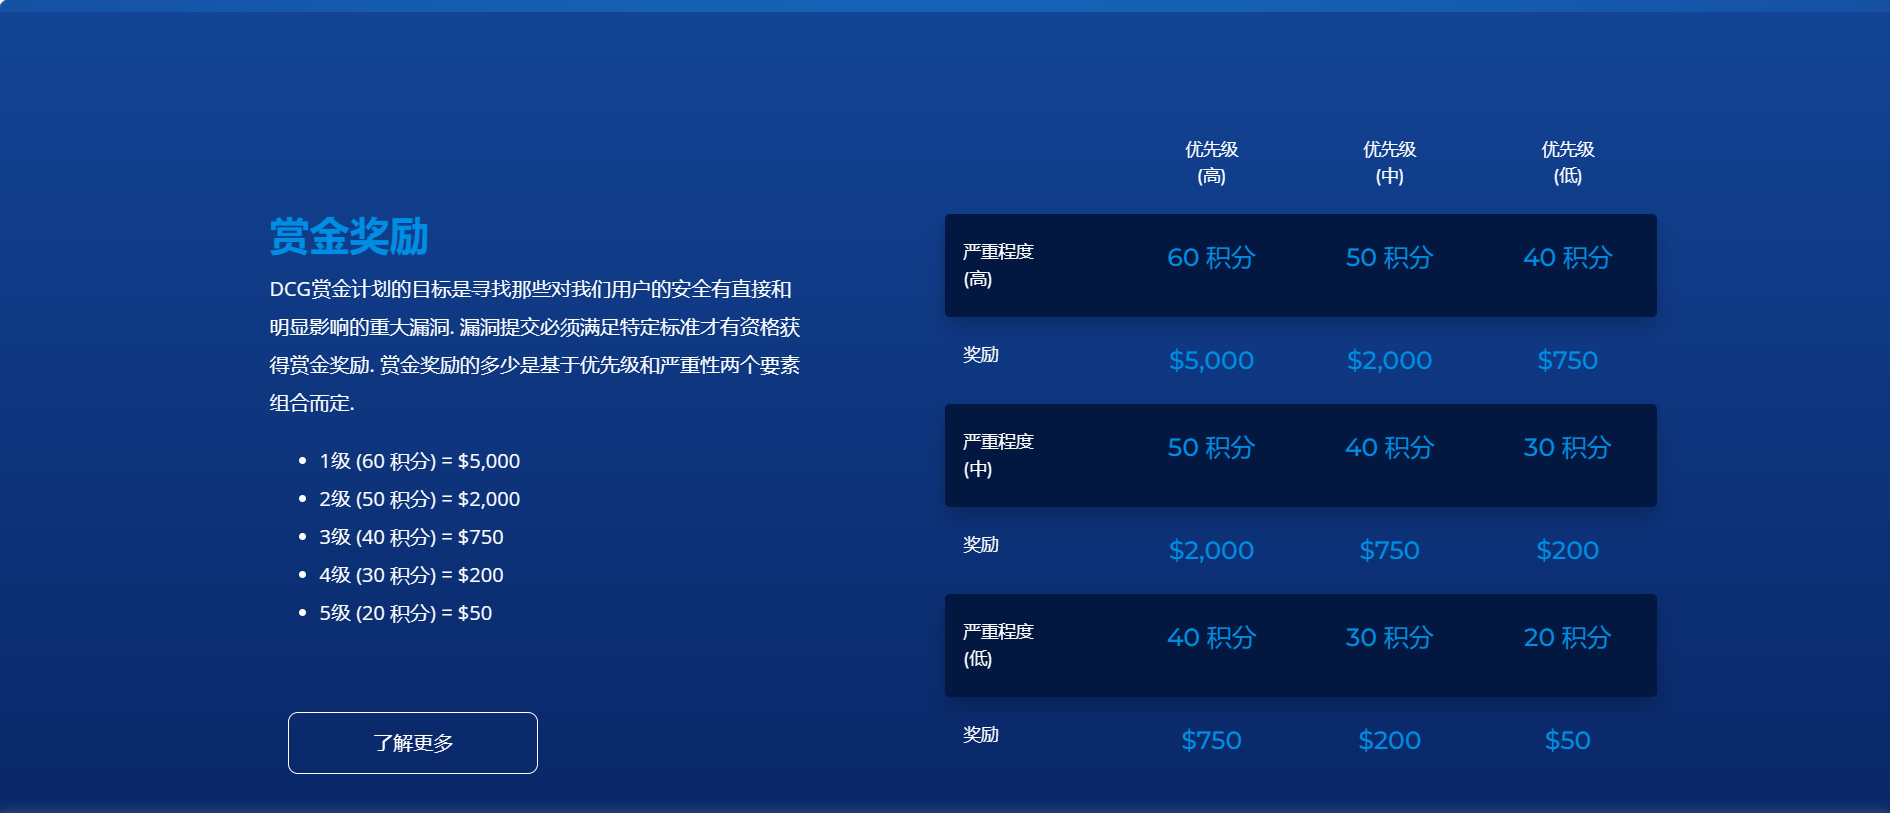 赏金奖励
DCG赏金计划的目标是寻找那些对我们用户的安全有直接和
明显影响的重大漏洞. 漏洞提交必须满足特定标准才有资格获
得赏金奖励. 赏金奖励的多少是基于优先级和严重性两个要素
组合而定.
1级 (60 积分) = $5,000
2级 (50 积分) = $2,000
3级 (40 积分) = $750
4级 (30 积分) = $200
5级 (20 积分) = $50
了解更多
优先级 优先级 优先级
(高) (中) (低)
严重程度 60 积分 50 积分 40 积分
(高)
奖励 $5,000 $2,000 $750
严重程度 50 积分 40 积分 30 积分
(中)
奖励 $2,000 $750 $200
严重程度 40 积分 30 积分 20 积分
(低)
奖励 $750 $200 $50